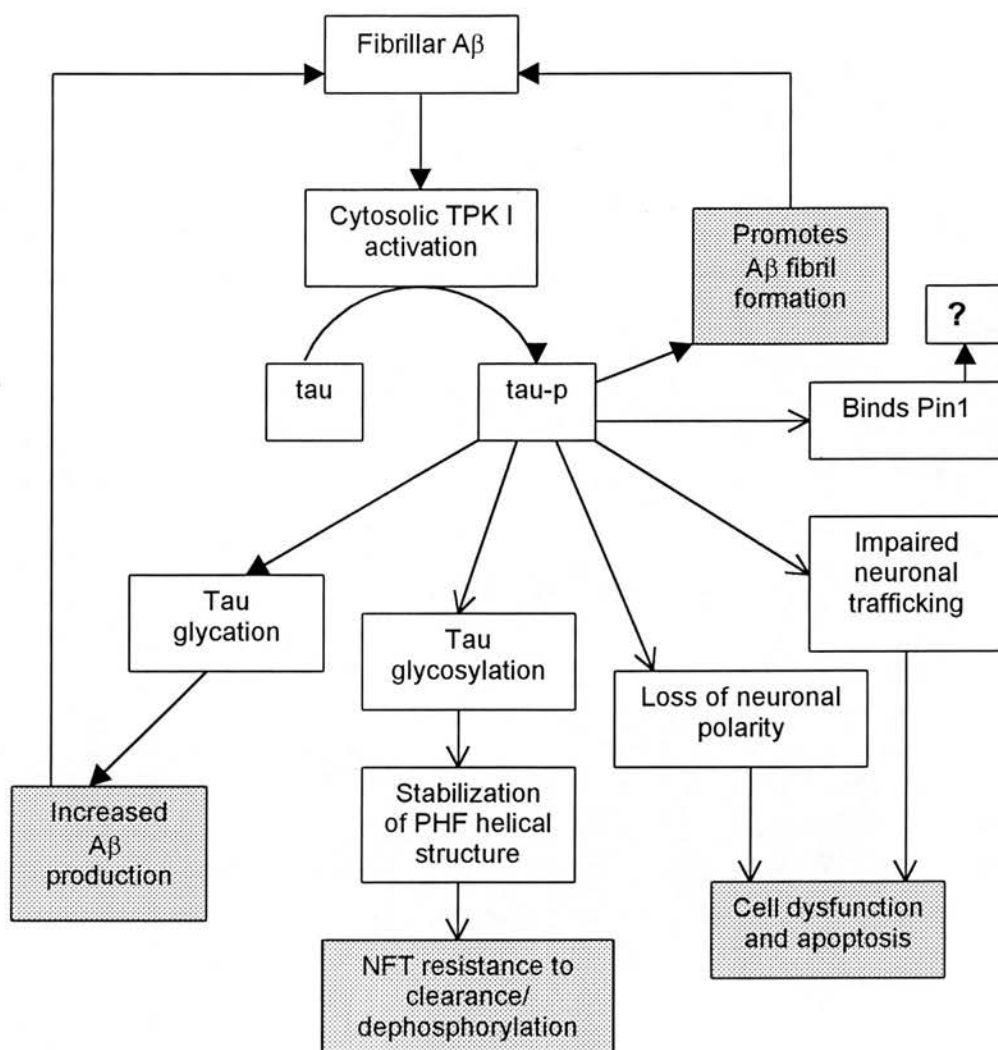 Fibrillar Aβ
Cytosolic TPK I
activation
Promotes
Aβ fibril
formation
?
tau
tau-p
Binds Pin1
Impaired
neuronal
trafficking
Tau
glycation
Tau
glycosylation
Loss of neuronal
polarity
Increased
Aβ
production
Stabilization
of PHF helical
structure
Cell dysfunction
and apoptosis
NFT resistance to
clearance/
dephosphorylation